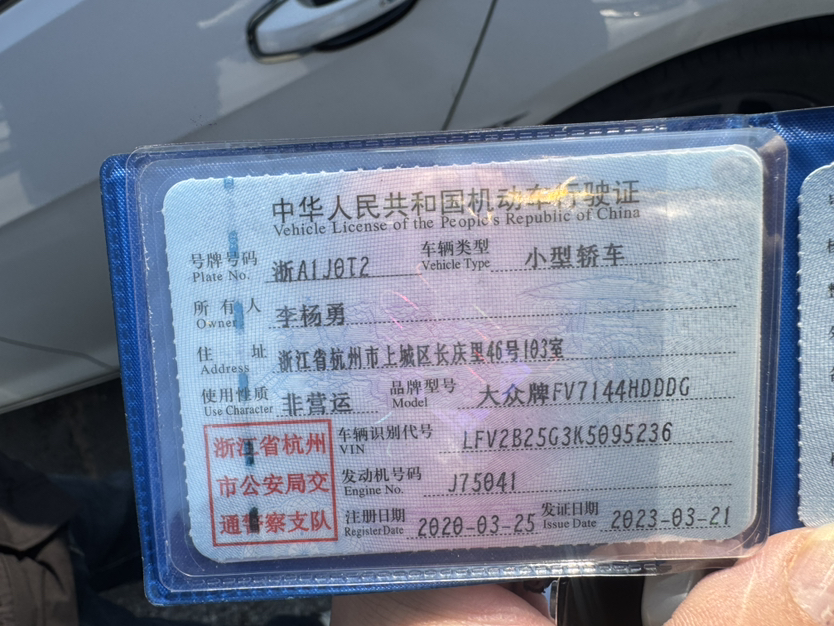 中华人民共和国机动车行驶证
Vehicle License of the People's Republic of China
号牌号码 浙A1J0T2 车辆类型 小型轿车
Plate No. Vehicle Type
所有人 李杨勇
Owner
住址 浙江省杭州市上城区长庆里46号103室
Address
使用性质 非营运 品牌型号 大众牌FV7144HDDDG
Use Character Model
浙江省杭州 车辆识别代号 LFV2B25G3K5095236
VIN
市公安局交 发动机号码 J75041
Engine No.
通警察支队 注册日期 2020-03-25 发证日期 2023-03-21
Register Date Issue Date